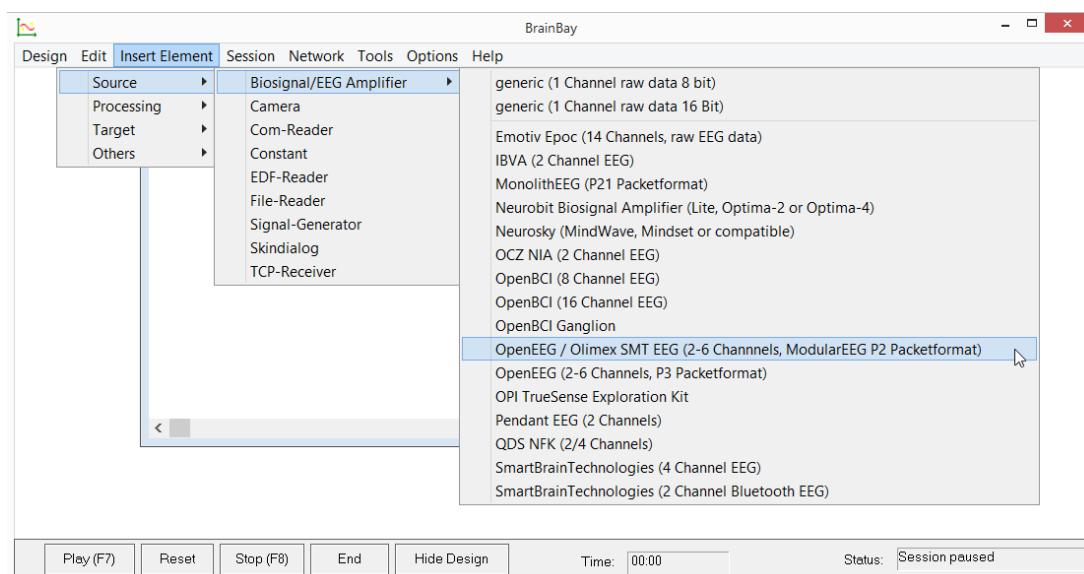 BrainBay
Design Edit Insert Element Session Network Tools Options Help
Source
Processing
Target
Others
Biosignal/EEG Amplifier
Camera
Com-Reader
Constant
EDF-Reader
File-Reader
Signal-Generator
Skindialog
TCP-Receiver
generic (1 Channel raw data 8 bit)
generic (1 Channel raw data 16 Bit)
Emotiv Epoc (14 Channels, raw EEG data)
IBVA (2 Channel EEG)
MonolithEEG (P21 Packetformat)
Neurobit Biosignal Amplifier (Lite, Optima-2 or Optima-4)
Neurosky (MindWave, Mindset or compatible)
OCZ NIA (2 Channel EEG)
OpenBCI (8 Channel EEG)
OpenBCI (16 Channel EEG)
OpenBCI Ganglion
OpenEEG / Olimex SMT EEG (2-6 Channnels, ModularEEG P2 Packetformat)
OpenEEG (2-6 Channels, P3 Packetformat)
OPI TrueSense Exploration Kit
Pendant EEG (2 Channels)
QDS NFK (2/4 Channels)
SmartBrainTechnologies (4 Channel EEG)
SmartBrainTechnologies (2 Channel Bluetooth EEG)
Play (F7) Reset Stop (F8) End Hide Design Time: 00:00 Status: Session paused